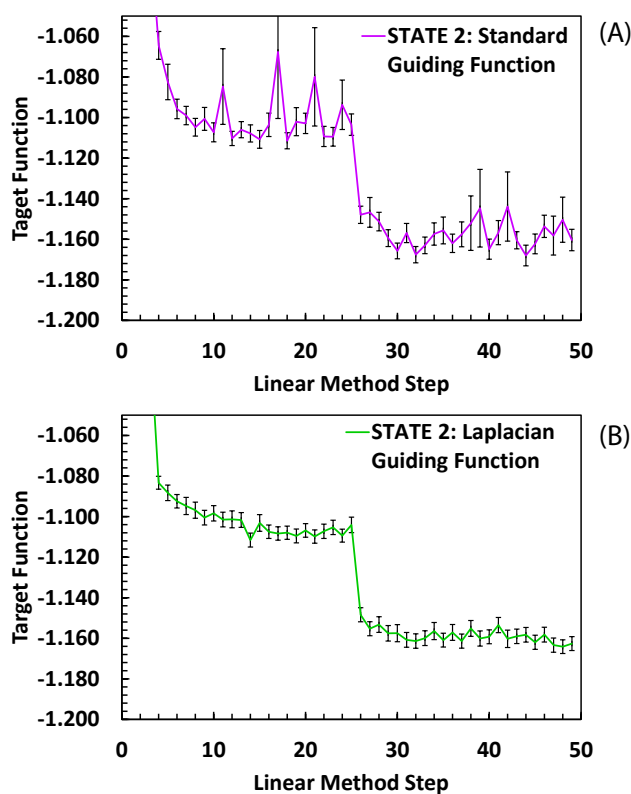 -1.060
-1.080
-1.100
-1.120
-1.140
-1.160
-1.180
-1.200
Taget Function
STATE 2: Standard
Guiding Function
(A)
0 10 20 30 40 50
Linear Method Step
-1.060
-1.080
-1.100
-1.120
-1.140
-1.160
-1.180
-1.200
Target Function
STATE 2: Laplacian
Guiding Function
(B)
0 10 20 30 40 50
Linear Method Step